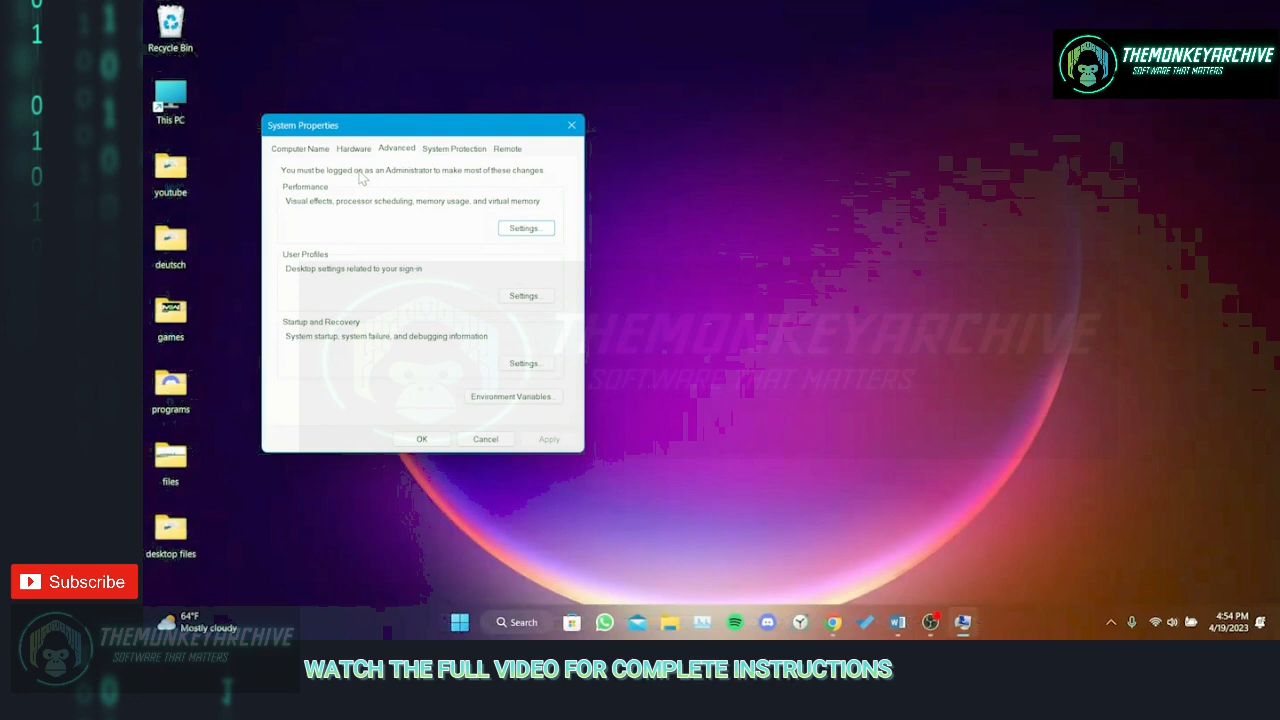 Recycle Bin
THEMONKEYARCHIVE
SOFTWARE THAT MATTERS
This PC
System Properties
Computer Name Hardware Advanced System Protection Remote
You must be logged on as an Administrator to make most of these changes
Performance
Visual effects, processor scheduling, memory usage, and virtual memory
Settings...
User Profiles
Desktop settings related to your sign-in
Settings...
Startup and Recovery
System startup, system failure, and debugging information
Settings...
Environment Variables...
OK Cancel Apply
THEMONKEYARCHIVE
SOFTWARE THAT MATTERS
youtube
deutsch
games
programs
files
desktop files
Subscribe
64°F
Mostly cloudy
Search
4:54 PM
4/19/2023
THEMONKEYARCHIVE
SOFTWARE THAT MATTERS
WATCH THE FULL VIDEO FOR COMPLETE INSTRUCTIONS